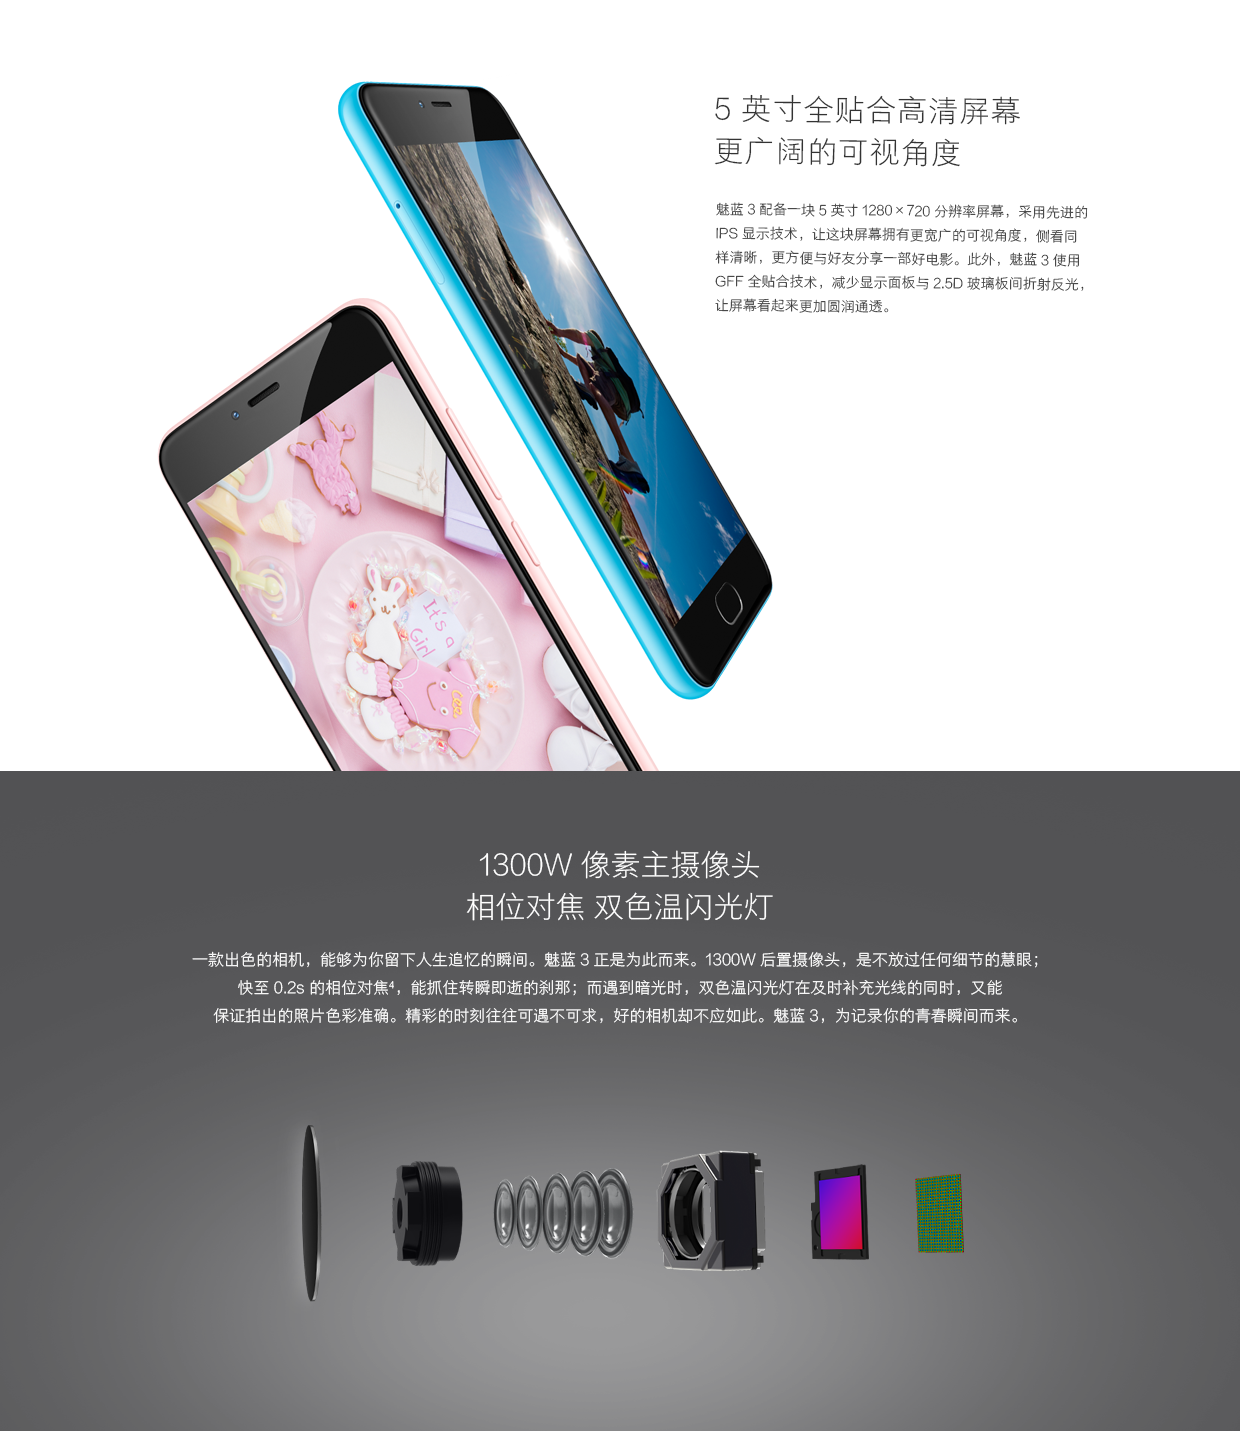 5 英寸全贴合高清屏幕
更广阔的可视角度
魅蓝 3 配备一块 5 英寸 1280×720 分辨率屏幕，采用先进的
IPS 显示技术，让这块屏幕拥有更宽广的可视角度，侧看同
样清晰，更方便与好友分享一部好电影。此外，魅蓝 3 使用
GFF 全贴合技术，减少显示面板与 2.5D 玻璃板间折射反光，
让屏幕看起来更加圆润通透。
It's a
Girl
1300W 像素主摄像头
相位对焦 双色温闪光灯
一款出色的相机，能够为你留下人生追忆的瞬间。魅蓝 3 正是为此而来。1300W 后置摄像头，是不放过任何细节的慧眼；
快至 0.2s 的相位对焦⁴，能抓住转瞬即逝的刹那；而遇到暗光时，双色温闪光灯在及时补充光线的同时，又能
保证拍出的照片色彩准确。精彩的时刻往往可遇不可求，好的相机却不应如此。魅蓝 3，为记录你的青春瞬间而来。